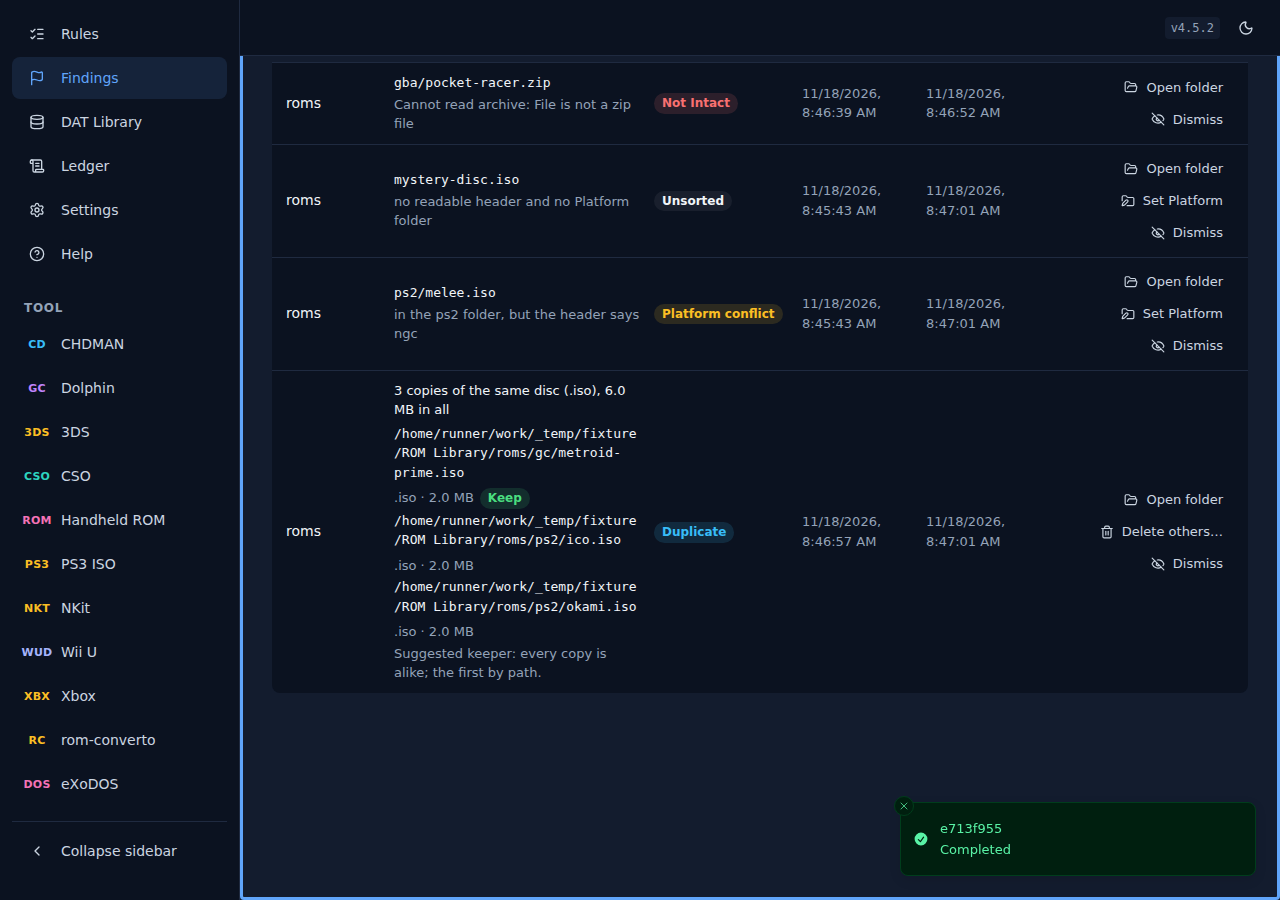 Rules
Findings
DAT Library
Ledger
Settings
Help
TOOL
CD CHDMAN
GC Dolphin
3DS 3DS
CSO CSO
ROM Handheld ROM
PS3 PS3 ISO
NKT NKit
WUD Wii U
XBX Xbox
RC rom-converto
DOS eXoDOS
Collapse sidebar
v4.5.2
roms
gba/pocket-racer.zip
Cannot read archive: File is not a zip
file
Not Intact
11/18/2026,
8:46:39 AM
11/18/2026,
8:46:52 AM
Open folder
Dismiss
roms
mystery-disc.iso
no readable header and no Platform
folder
Unsorted
11/18/2026,
8:45:43 AM
11/18/2026,
8:47:01 AM
Open folder
Set Platform
Dismiss
roms
ps2/melee.iso
in the ps2 folder, but the header says
ngc
Platform conflict
11/18/2026,
8:45:43 AM
11/18/2026,
8:47:01 AM
Open folder
Set Platform
Dismiss
roms
3 copies of the same disc (.iso), 6.0
MB in all
/home/runner/work/_temp/fixture
/ROM Library/roms/gc/metroid-
prime.iso
.iso · 2.0 MB Keep
/home/runner/work/_temp/fixture
/ROM Library/roms/ps2/ico.iso
.iso · 2.0 MB
/home/runner/work/_temp/fixture
/ROM Library/roms/ps2/okami.iso
.iso · 2.0 MB
Suggested keeper: every copy is
alike; the first by path.
Duplicate
11/18/2026,
8:46:57 AM
11/18/2026,
8:47:01 AM
Open folder
Delete others…
Dismiss
e713f955
Completed